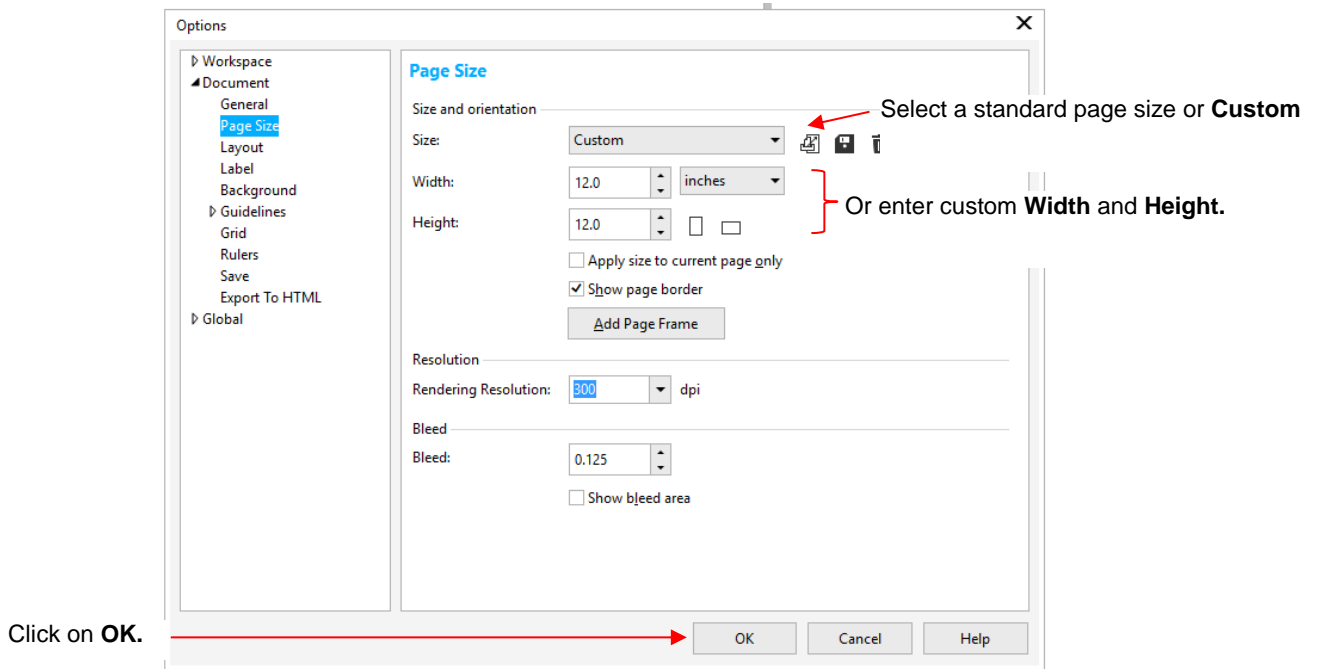 Options
Workspace
Document
General
Page Size
Layout
Label
Background
Guidelines
Grid
Rulers
Save
Export To HTML
Global
Page Size
Size and orientation
Select a standard page size or Custom
Size: Custom
Width: 12.0 inches
Or enter custom Width and Height.
Height: 12.0
Apply size to current page only
Show page border
Add Page Frame
Resolution
Rendering Resolution: 300 dpi
Bleed
Bleed: 0.125
Show bleed area
Click on OK.
OK Cancel Help